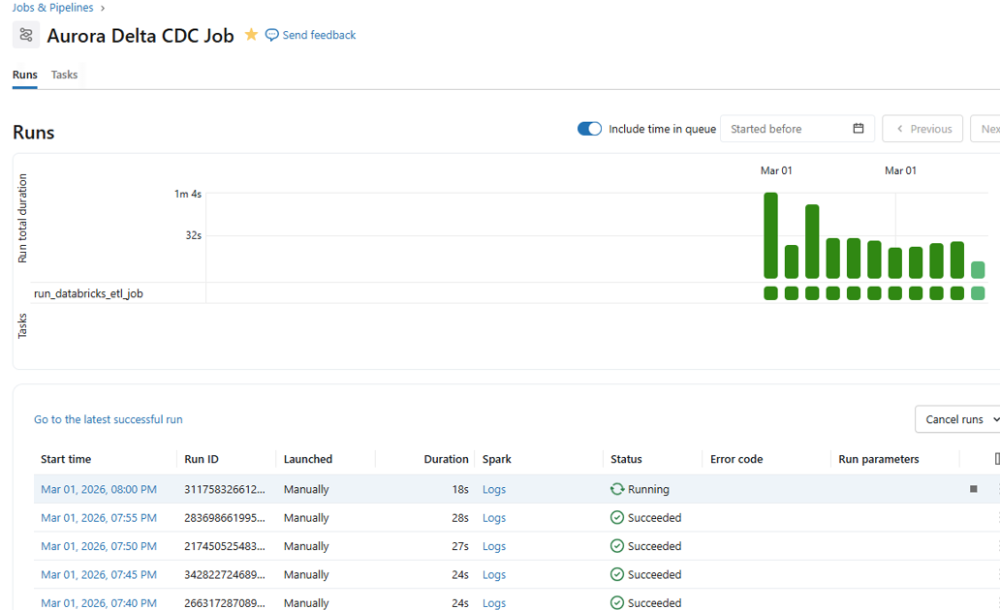 Jobs & Pipelines ›
Aurora Delta CDC Job Send feedback
Runs Tasks
Runs Include time in queue Started before Previous Nex
Mar 01 Mar 01
Run total duration
1m 4s
32s
run_databricks_etl_job
Tasks
Go to the latest successful run Cancel runs
Start time Run ID Launched Duration Spark Status Error code Run parameters
Mar 01, 2026, 08:00 PM 311758326612... Manually 18s Logs Running
Mar 01, 2026, 07:55 PM 283698661995... Manually 28s Logs Succeeded
Mar 01, 2026, 07:50 PM 217450525483... Manually 27s Logs Succeeded
Mar 01, 2026, 07:45 PM 342822724689... Manually 24s Logs Succeeded
Mar 01, 2026, 07:40 PM 266317287089... Manually 24s Logs Succeeded